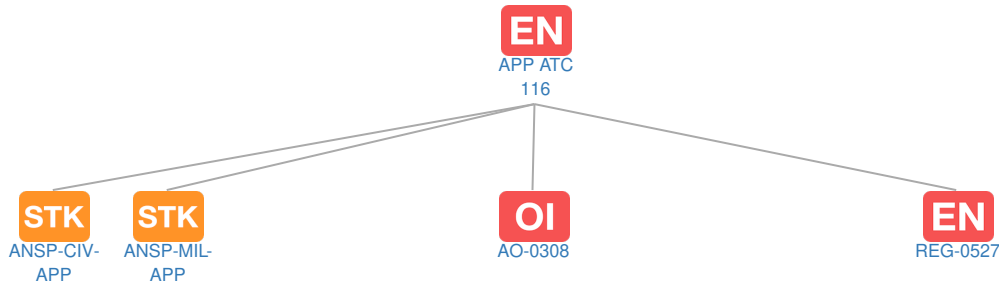 EN
APP ATC
116
STK
STK
OI
EN
ANSP-CIV-
APP
ANSP-MIL-
APP
AO-0308
REG-0527